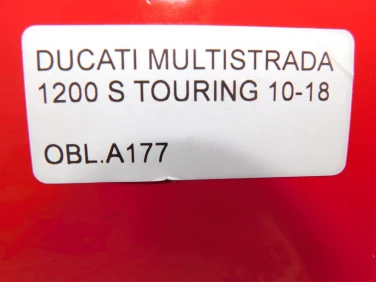 DUCATI MULTISTRADA
1200 S TOURING 10-18
OBL.A177